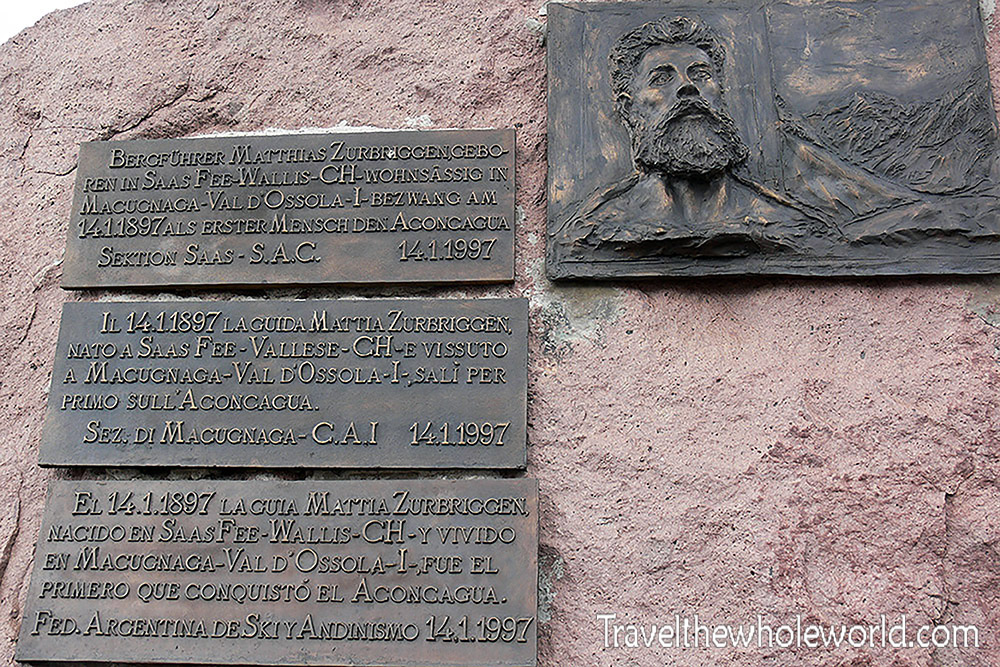 BERGFÜHRER MATTHIAS ZURBRIGGEN,GEBO-
REN IN SAAS FEE-WALLIS-CH-WOHNSÄSSIG IN
MACUGNAGA-VAL D'OSSOLA-I-BEZWANG AM
14.1.1897 ALS ERSTER MENSCH DEN ACONCAGUA
SEKTION SAAS - S.A.C. 14.1.1997
IL 14.1.1897 LA GUIDA MATTIA ZURBRIGGEN,
NATO A SAAS FEE-VALLESE-CH-E VISSUTO
A MACUGNAGA-VAL D'OSSOLA-I-, SALÌ PER
PRIMO SULL'ACONCAGUA.
SEZ. DI MACUGNAGA- C.A.I 14.1.1997
EL 14.1.1897 LA GUIA MATTIA ZURBRIGGEN,
NACIDO EN SAAS FEE-WALLIS-CH-Y VIVIDO
EN MACUGNAGA-VAL D'OSSOLA-I-, FUE EL
PRIMERO QUE CONQUISTÓ EL ACONCAGUA.
FED. ARGENTINA DE SKI Y ANDINISMO 14.1.1997
Travelthewholeworld.com